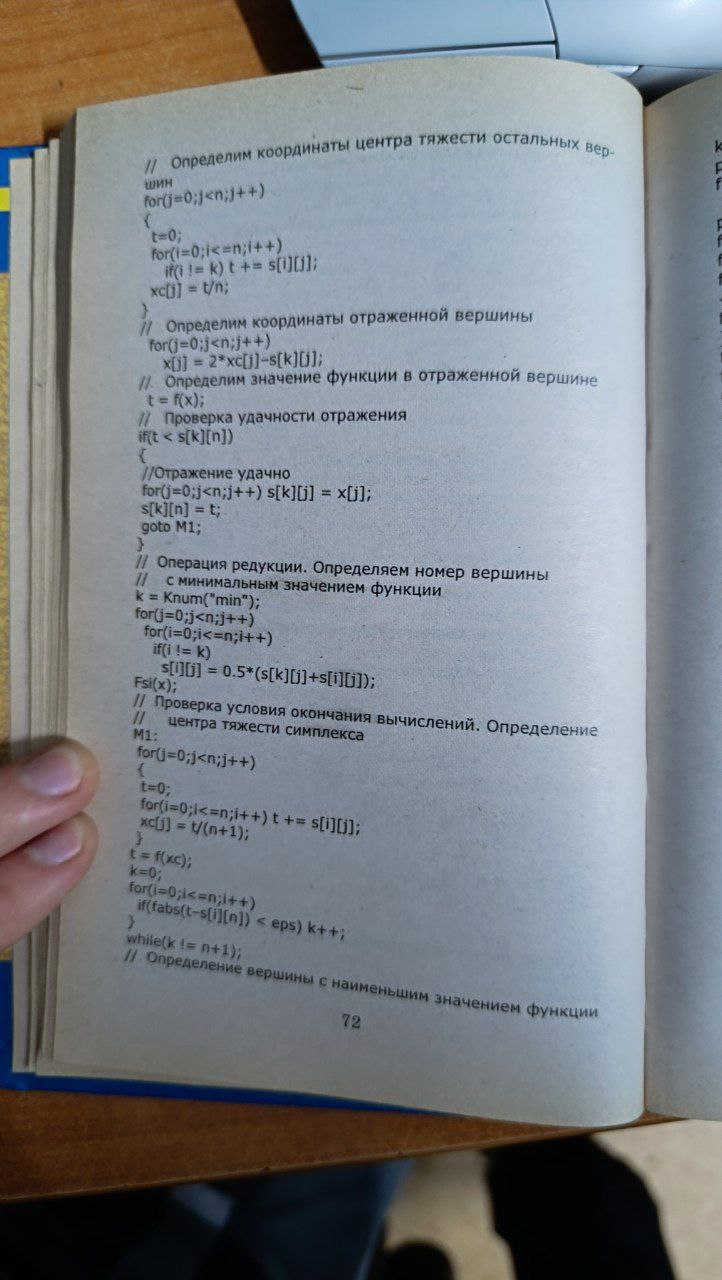 // Определим координаты центра тяжести остальных вер-
шин
for(j=0;j<n;j++)
{
t=0;
for(i=0;i<=n;i++)
if(i != k) t += s[i][j];
xc[j] = t/n;
}
// Определим координаты отраженной вершины
for(j=0;j<n;j++)
x[j] = 2*xc[j]-s[k][j];
// Определим значение функции в отраженной вершине
t = f(x);
// Проверка удачности отражения
if(t < s[k][n])
{
//Отражение удачно
for(j=0;j<n;j++) s[k][j] = x[j];
s[k][n] = t;
goto M1;
}
// Операция редукции. Определяем номер вершины
// с минимальным значением функции
k = Knum("min");
for(j=0;j<n;j++)
for(i=0;i<=n;i++)
if(i != k)
s[i][j] = 0.5*(s[k][j]+s[i][j]);
Fsi(x);
// Проверка условия окончания вычислений. Определение
// центра тяжести симплекса
M1:
for(j=0;j<n;j++)
{
t=0;
for(i=0;i<=n;i++) t += s[i][j];
xc[j] = t/(n+1);
}
t = f(xc);
k=0;
for(i=0;i<=n;i++)
if(fabs(t-s[i][n]) < eps) k++;
}
while(k != n+1);
// Определение вершины с наименьшим значением функции
72